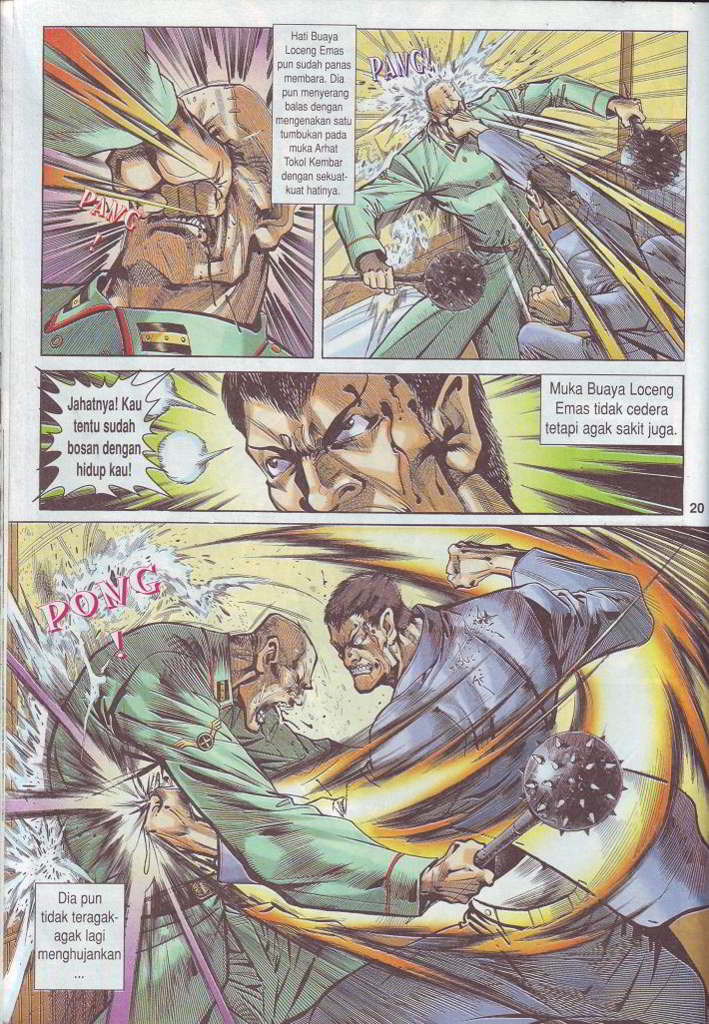 Hati Buaya
Loceng Emas
pun sudah panas
membara. Dia
pun menyerang
balas dengan
mengenakan satu
tumbukan pada
muka Arhat
Tokol Kembar
dengan sekuat-
kuat hatinya.
PANG!
PANG
!
Jahatnya! Kau
tentu sudah
bosan dengan
hidup kau!
Muka Buaya Loceng
Emas tidak cedera
tetapi agak sakit juga.
20
PONG
!
Dia pun
tidak teragak-
agak lagi
menghujankan
...